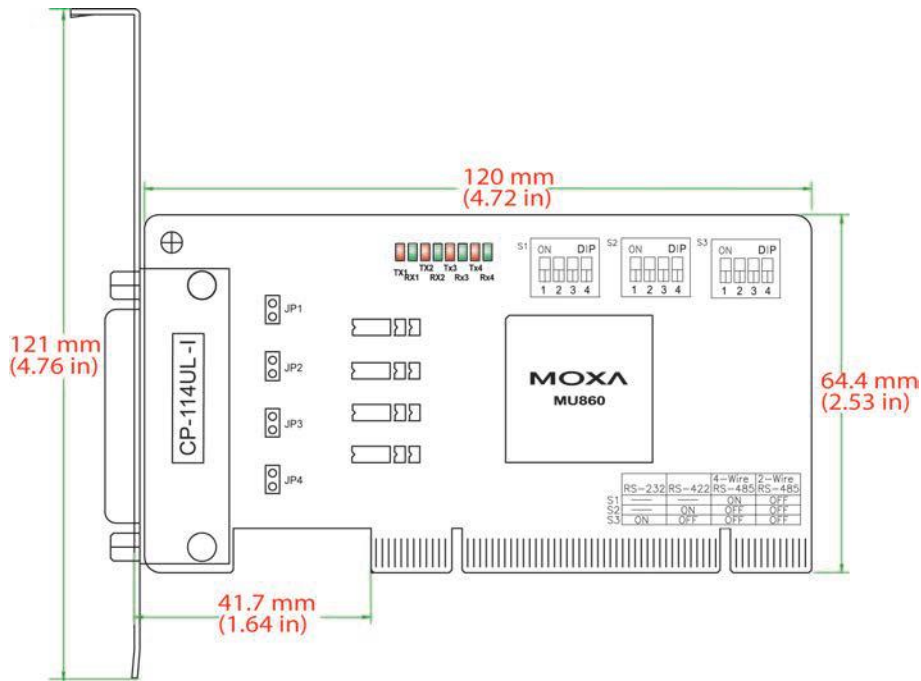 120 mm
(4.72 in)
S1 ON DIP
1 2 3 4
S2 ON DIP
1 2 3 4
S3 ON DIP
1 2 3 4
TX1 RX1 TX2 RX2 Tx3 Rx3 Tx4 Rx4
JP1
JP2
JP3
JP4
121 mm
(4.76 in)
CP-114UL-I
MOXA
MU860
64.4 mm
(2.53 in)
RS-232 RS-422 4-Wire RS-485 2-Wire RS-485
S1 — — ON OFF
S2 — ON OFF OFF
S3 ON OFF OFF OFF
41.7 mm
(1.64 in)